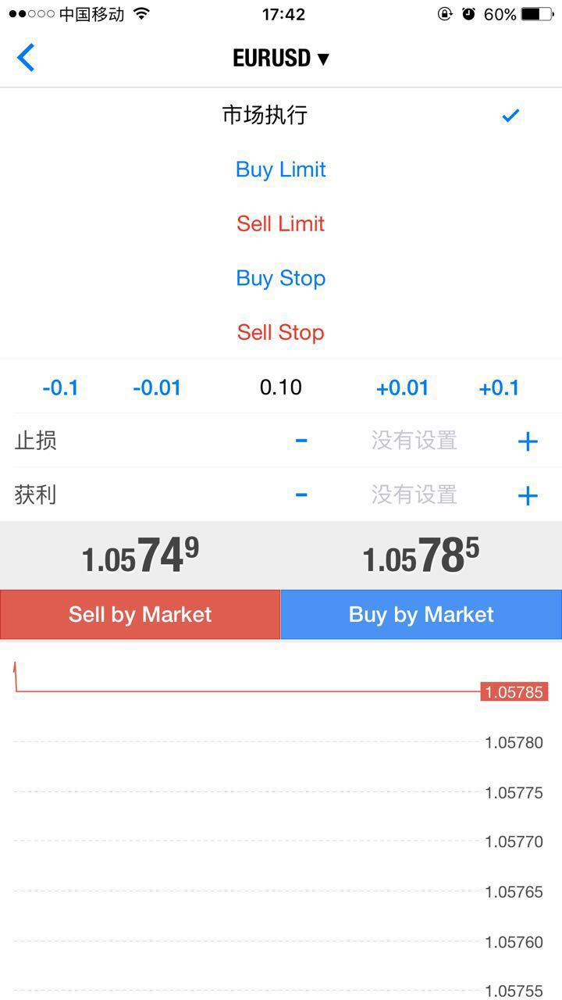 中国移动 17:42 60%
EURUSD ▼
市场执行
Buy Limit
Sell Limit
Buy Stop
Sell Stop
-0.1 -0.01 0.10 +0.01 +0.1
止损 - 没有设置 +
获利 - 没有设置 +
1.05749 1.05785
Sell by Market Buy by Market
1.05785
1.05780
1.05775
1.05770
1.05765
1.05760
1.05755